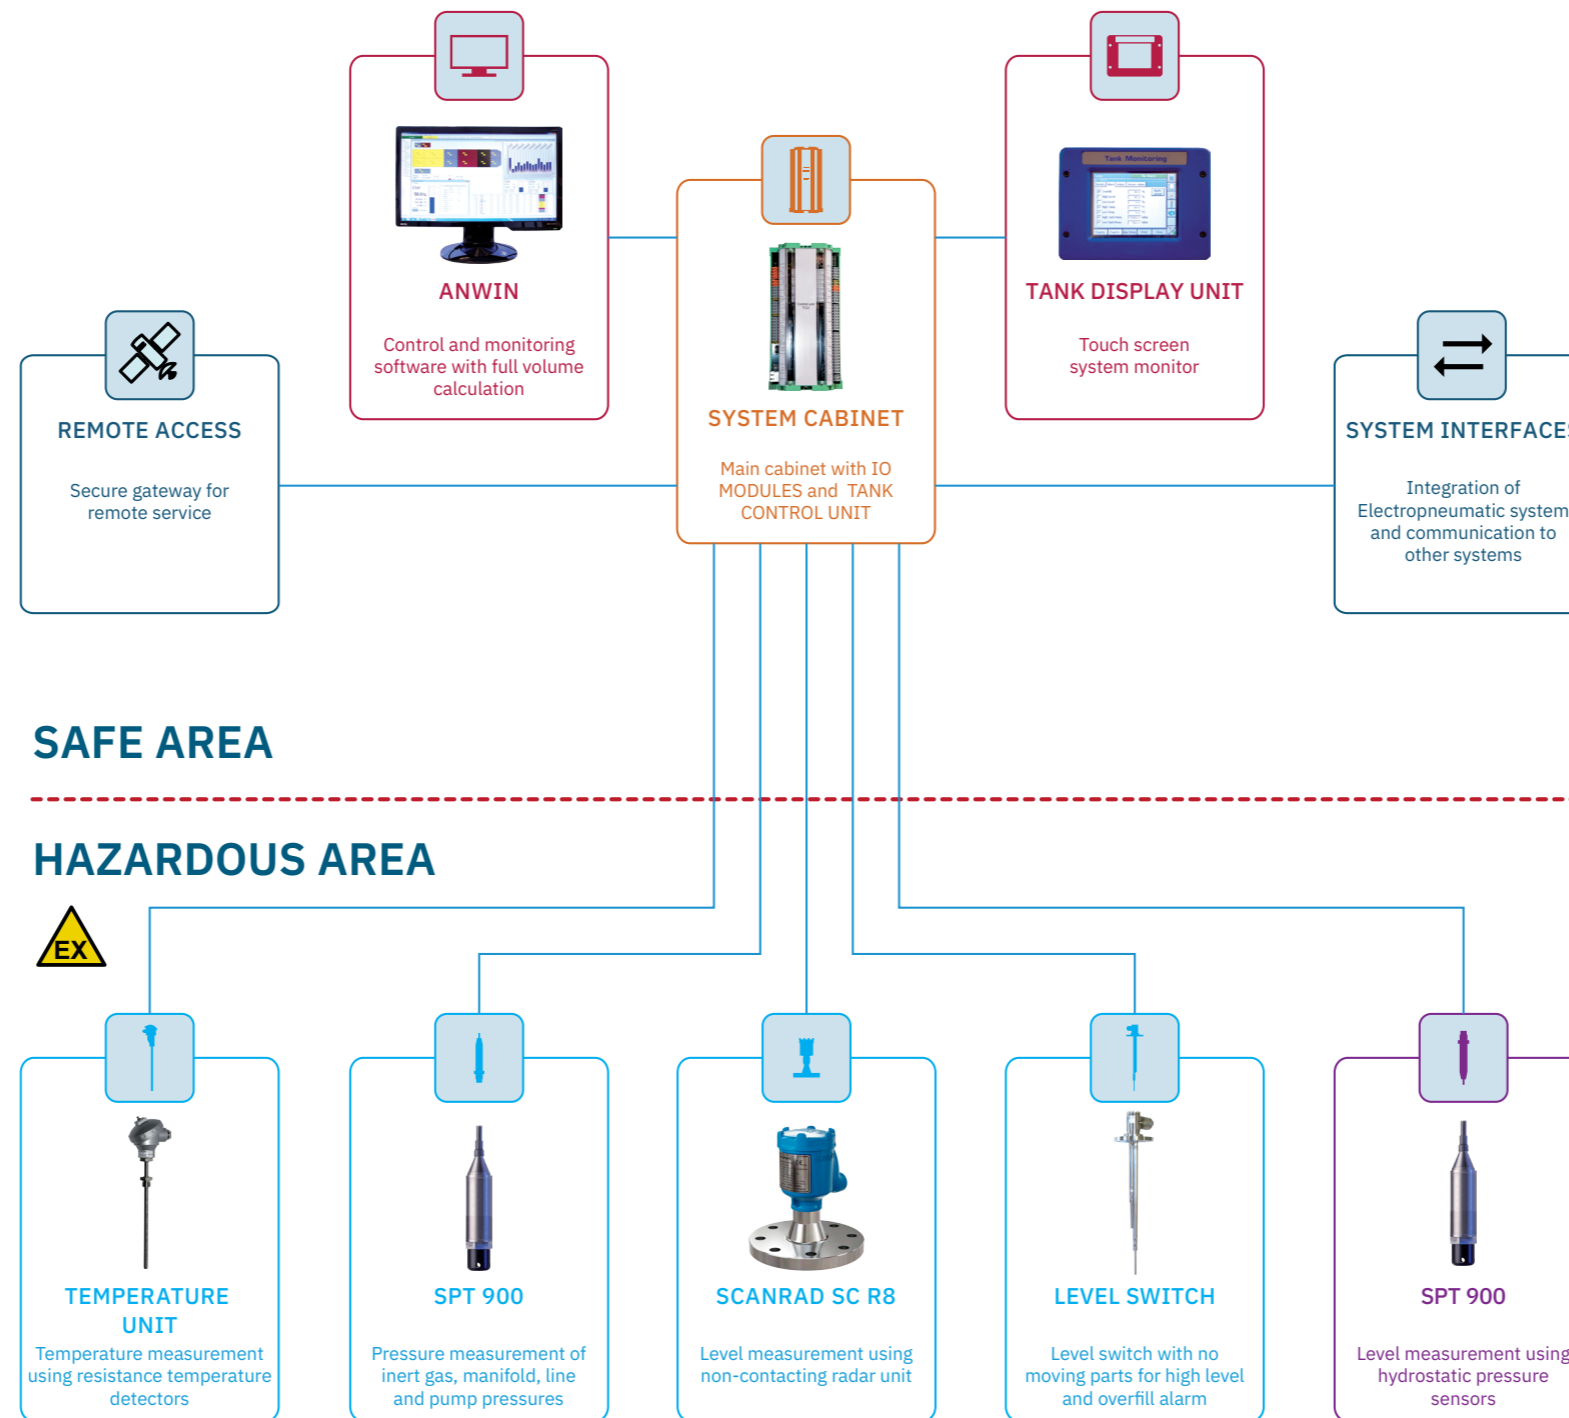 Tank Monitoring
ANWIN
Control and monitoring
software with full volume
calculation
TANK DISPLAY UNIT
Touch screen
system monitor
SYSTEM CABINET
Main cabinet with IO
MODULES and TANK
CONTROL UNIT
REMOTE ACCESS
Secure gateway for
remote service
SYSTEM INTERFACES
Integration of
Electropneumatic system
and communication to
other systems
SAFE AREA
HAZARDOUS AREA
EX
TEMPERATURE
UNIT
Temperature measurement
using resistance temperature
detectors
SPT 900
Pressure measurement of
inert gas, manifold, line
and pump pressures
SCANRAD SC R8
Level measurement using
non-contacting radar unit
LEVEL SWITCH
Level switch with no
moving parts for high level
and overfill alarm
SPT 900
Level measurement using
hydrostatic pressure
sensors